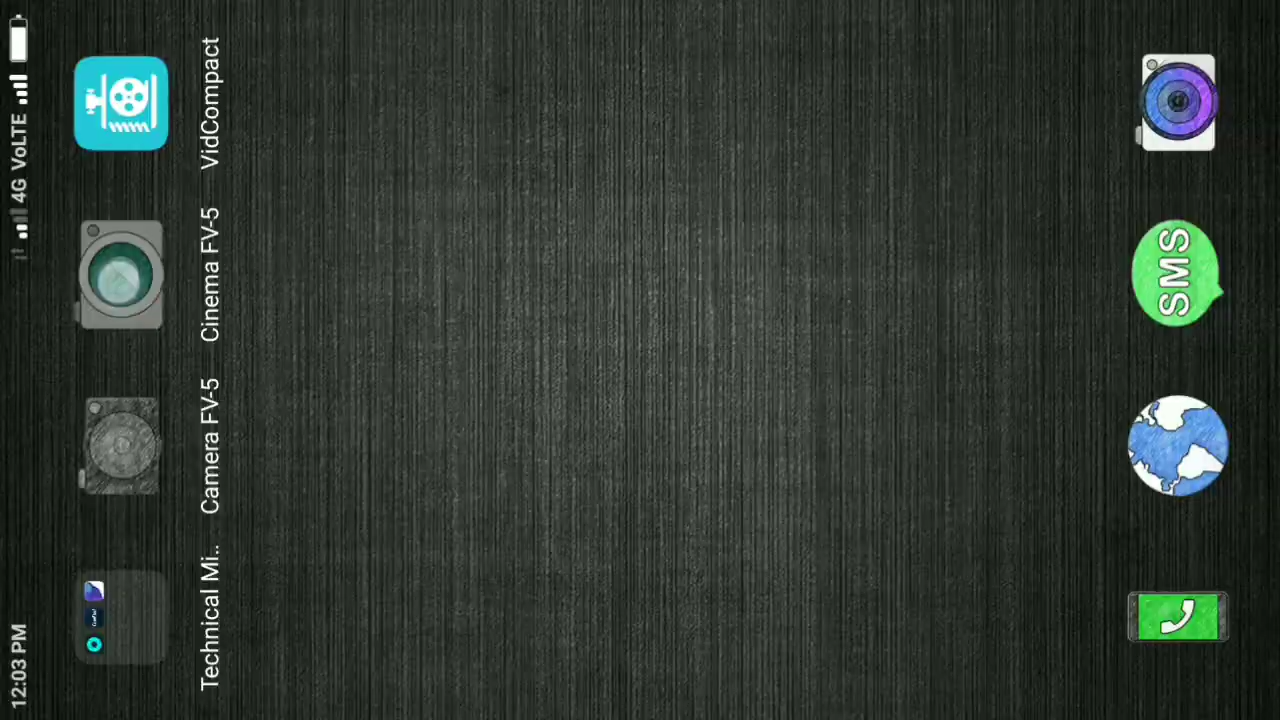 12:03 PM
4G VoLTE
Technical Mi..
Camera FV-5
Cinema FV-5
VidCompact
SMS